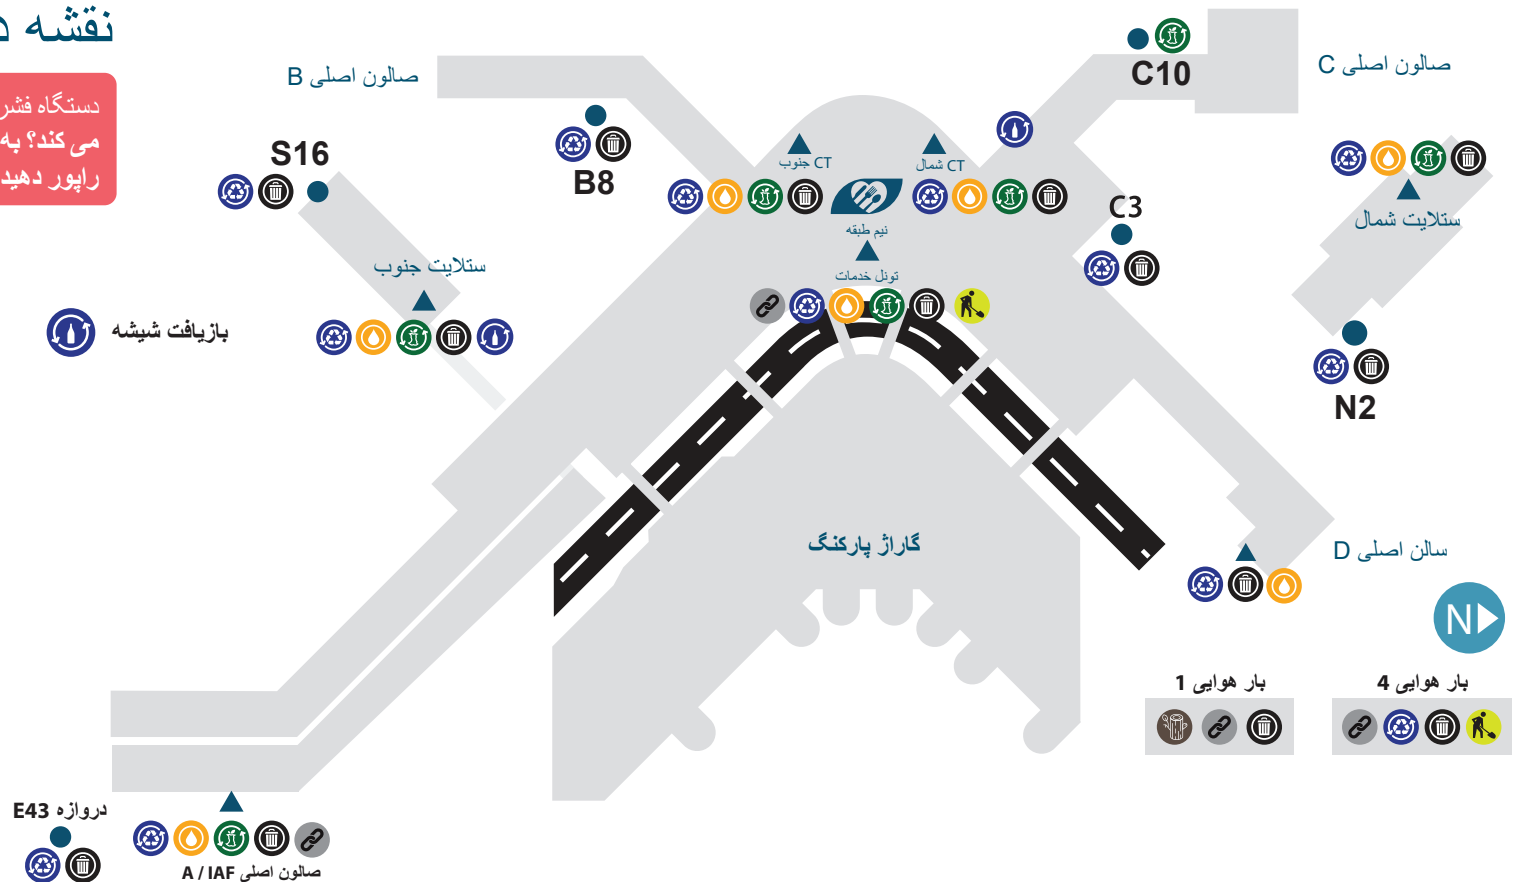 نقشه
دستگاه
می کند؟ به
راپور دهید
صالون اصلی B
C10
صالون اصلی C
S16
B8
CT جنوب
CT شمال
C3
ستلایت شمال
نیم طبقه
ستلایت جنوب
تونل خدمات
بازیافت شیشه
N2
گاراژ پارکنگ
سالن اصلی D
N
بار هوایی 1
بار هوایی 4
دروازه E43
صالون اصلی A / IAF